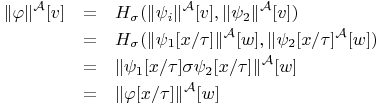 ‖φ‖^𝒜[v] = H_σ(‖ψ_i‖^𝒜[v], ‖ψ_2‖^𝒜[v])
= H_σ(‖ψ_1[x/τ]‖^𝒜[w], ‖ψ_2[x/τ]^𝒜[w])
= ‖ψ_1[x/τ]σψ_2[x/τ]‖^𝒜[w]
= ‖φ[x/τ]‖^𝒜[w]